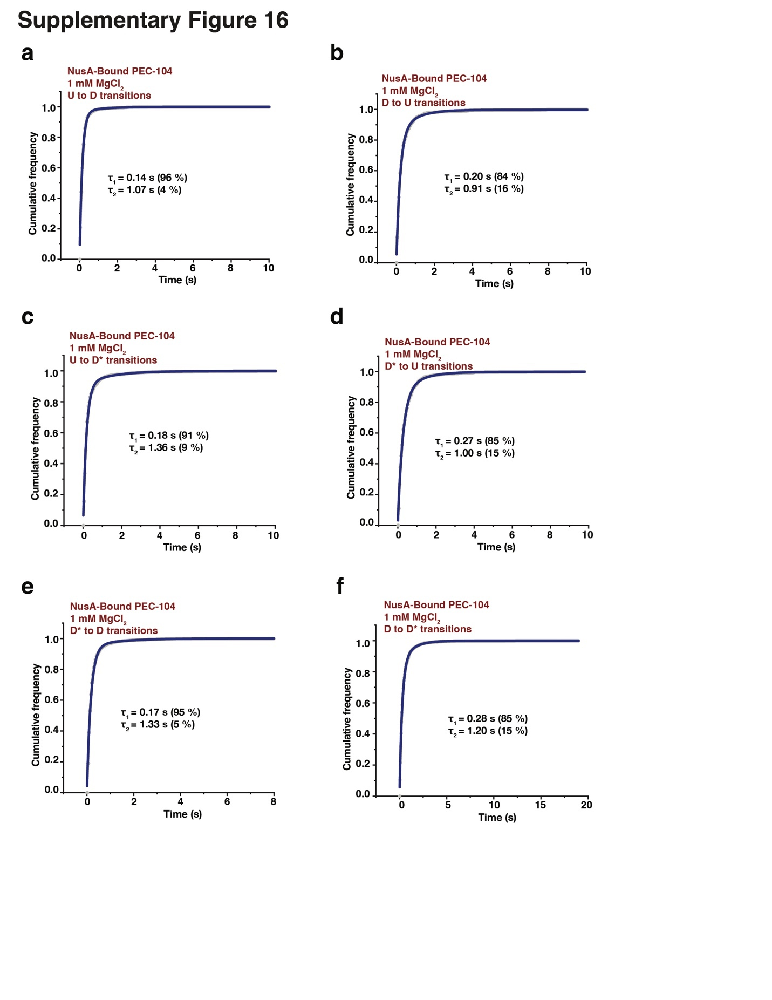 Supplementary Figure 16
a
NusA-Bound PEC-104
1 mM MgCl2
U to D transitions
1.0
0.8
0.6
0.4
0.2
0.0
Cumulative frequency
τ1 = 0.14 s (96 %)
τ2 = 1.07 s (4 %)
0 2 4 6 8 10
Time (s)
b
NusA-Bound PEC-104
1 mM MgCl2
D to U transitions
1.0
0.8
0.6
0.4
0.2
0.0
Cumulative frequency
τ1 = 0.20 s (84 %)
τ2 = 0.91 s (16 %)
0 2 4 6 8 10
Time (s)
c
NusA-Bound PEC-104
1 mM MgCl2
U to D* transitions
1.0
0.8
0.6
0.4
0.2
0.0
Cumulative frequency
τ1 = 0.18 s (91 %)
τ2 = 1.36 s (9 %)
0 2 4 6 8 10
Time (s)
d
NusA-Bound PEC-104
1 mM MgCl2
D* to U transitions
1.0
0.8
0.6
0.4
0.2
0.0
Cumulative frequency
τ1 = 0.27 s (85 %)
τ2 = 1.00 s (15 %)
0 2 4 6 8 10
Time (s)
e
NusA-Bound PEC-104
1 mM MgCl2
D* to D transitions
1.0
0.8
0.6
0.4
0.2
0.0
Cumulative frequency
τ1 = 0.17 s (95 %)
τ2 = 1.33 s (5 %)
0 2 4 6 8
Time (s)
f
NusA-Bound PEC-104
1 mM MgCl2
D to D* transitions
1.0
0.8
0.6
0.4
0.2
0.0
Cumulative frequency
τ1 = 0.28 s (85 %)
τ2 = 1.20 s (15 %)
0 5 10 15 20
Time (s)